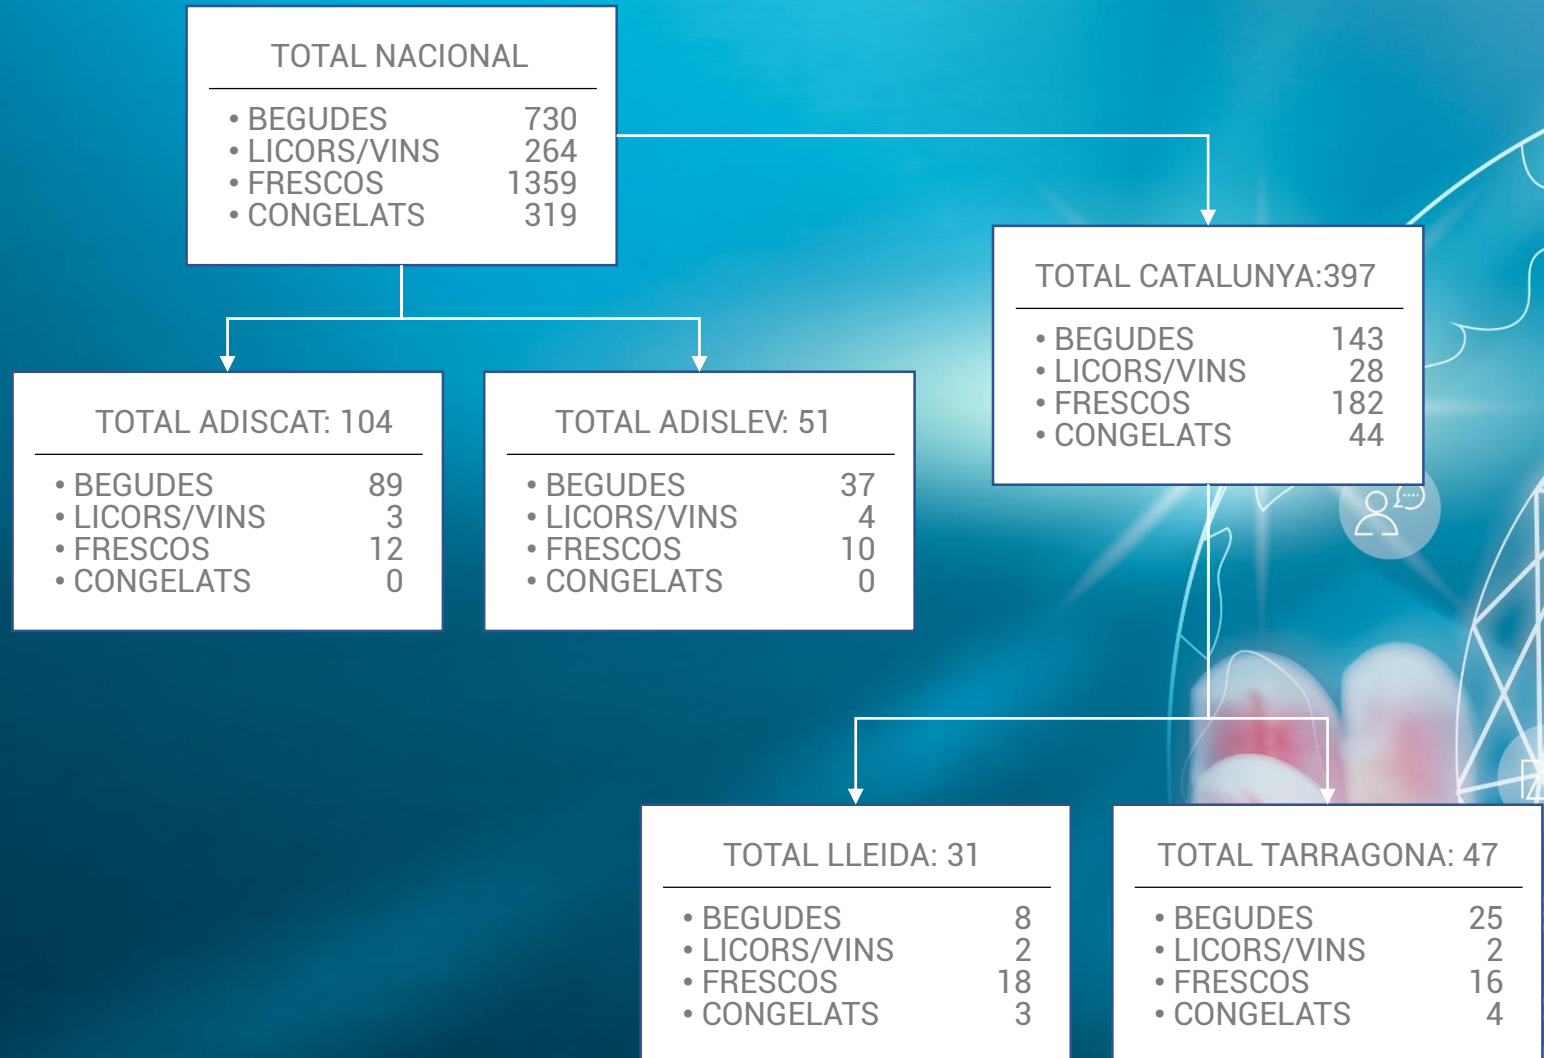 TOTAL NACIONAL
• BEGUDES 730
• LICORS/VINS 264
• FRESCOS 1359
• CONGELATS 319
TOTAL CATALUNYA:397
• BEGUDES 143
• LICORS/VINS 28
• FRESCOS 182
• CONGELATS 44
TOTAL ADISCAT: 104
• BEGUDES 89
• LICORS/VINS 3
• FRESCOS 12
• CONGELATS 0
TOTAL ADISLEV: 51
• BEGUDES 37
• LICORS/VINS 4
• FRESCOS 10
• CONGELATS 0
TOTAL LLEIDA: 31
• BEGUDES 8
• LICORS/VINS 2
• FRESCOS 18
• CONGELATS 3
TOTAL TARRAGONA: 47
• BEGUDES 25
• LICORS/VINS 2
• FRESCOS 16
• CONGELATS 4